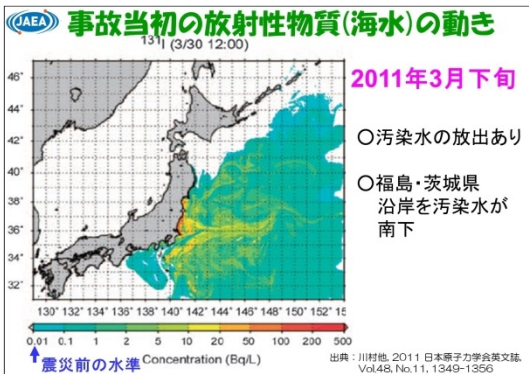 JAEA 事故当初の放射性物質(海水)の動き
131I (3/30 12:00)
2011年3月下旬
○汚染水の放出あり
○福島・茨城県
沿岸を汚染水が
南下
46°
44°
42°
40°
38°
36°
34°
32°
130° 132° 134° 136° 138° 140° 142° 144° 146° 148° 150° 152° 15
0.01 0.1 1 2 5 10 20 50 100 200 500
震災前の水準
Concentration (Bq/L)
出典：川村他, 2011 日本原子力学会英文誌,
Vol.48, No.11, 1349-1356